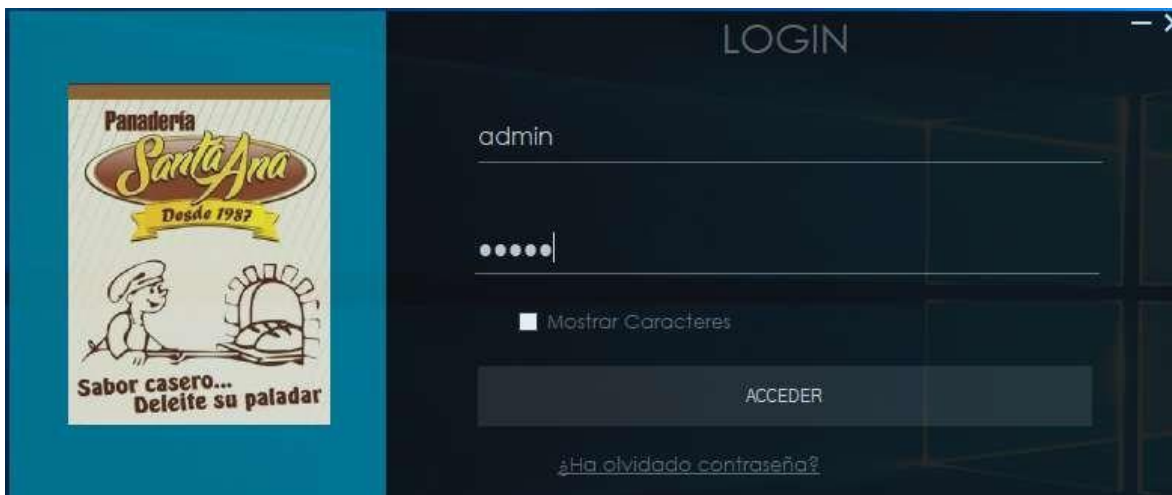 LOGIN
Panadería
Santa Ana
Desde 1987
Sabor casero...
Deleite su paladar
admin
●●●●●
Mostrar Caracteres
ACCEDER
¿Ha olvidado contraseña?